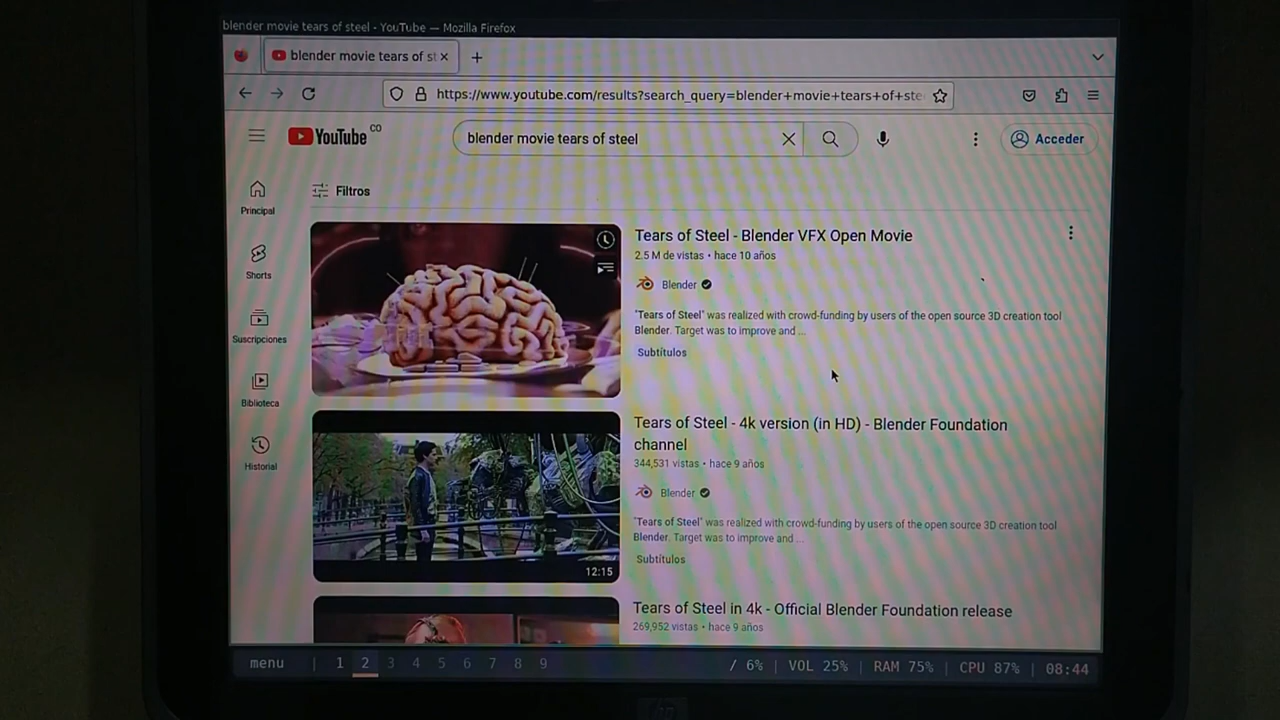 blender movie tears of steel - YouTube — Mozilla Firefox
blender movie tears of st
https://www.youtube.com/results?search_query=blender+movie+tears+of+ste
YouTube CO
blender movie tears of steel
Acceder
Filtros
Principal
Shorts
Suscripciones
Biblioteca
Historial
Tears of Steel - Blender VFX Open Movie
2.5 M de vistas • hace 10 años
Blender
"Tears of Steel" was realized with crowd-funding by users of the open source 3D creation tool
Blender. Target was to improve and ...
Subtítulos
Tears of Steel - 4k version (in HD) - Blender Foundation
channel
344,531 vistas • hace 9 años
Blender
"Tears of Steel" was realized with crowd-funding by users of the open source 3D creation tool
Blender. Target was to improve and ...
Subtítulos
12:15
Tears of Steel in 4k - Official Blender Foundation release
269,952 vistas • hace 9 años
menu | 1 2 3 4 5 6 7 8 9 / 6% | VOL 25% | RAM 75% | CPU 87% | 08:44
hp